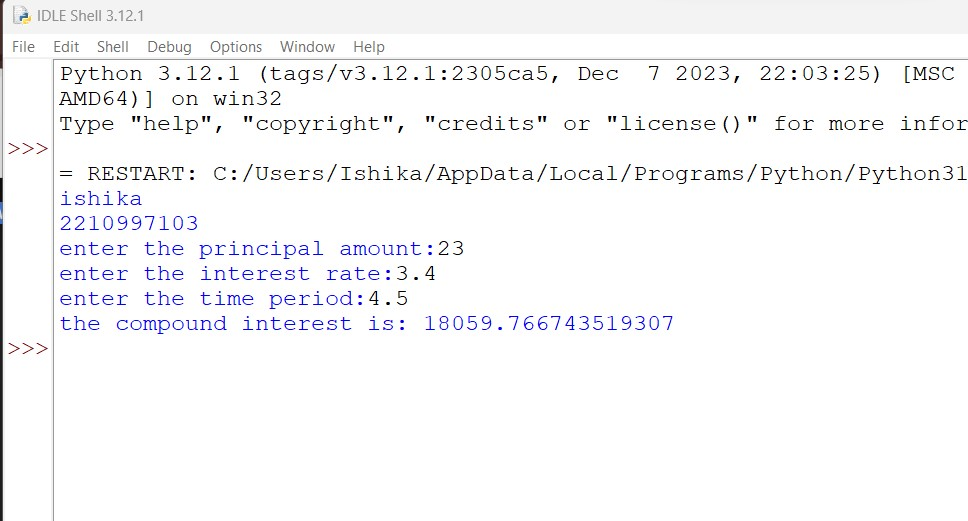 IDLE Shell 3.12.1
File Edit Shell Debug Options Window Help
Python 3.12.1 (tags/v3.12.1:2305ca5, Dec  7 2023, 22:03:25) [MSC
AMD64)] on win32
Type "help", "copyright", "credits" or "license()" for more infor
>>>
= RESTART: C:/Users/Ishika/AppData/Local/Programs/Python/Python31
ishika
2210997103
enter the principal amount:23
enter the interest rate:3.4
enter the time period:4.5
the compound interest is: 18059.766743519307
>>>